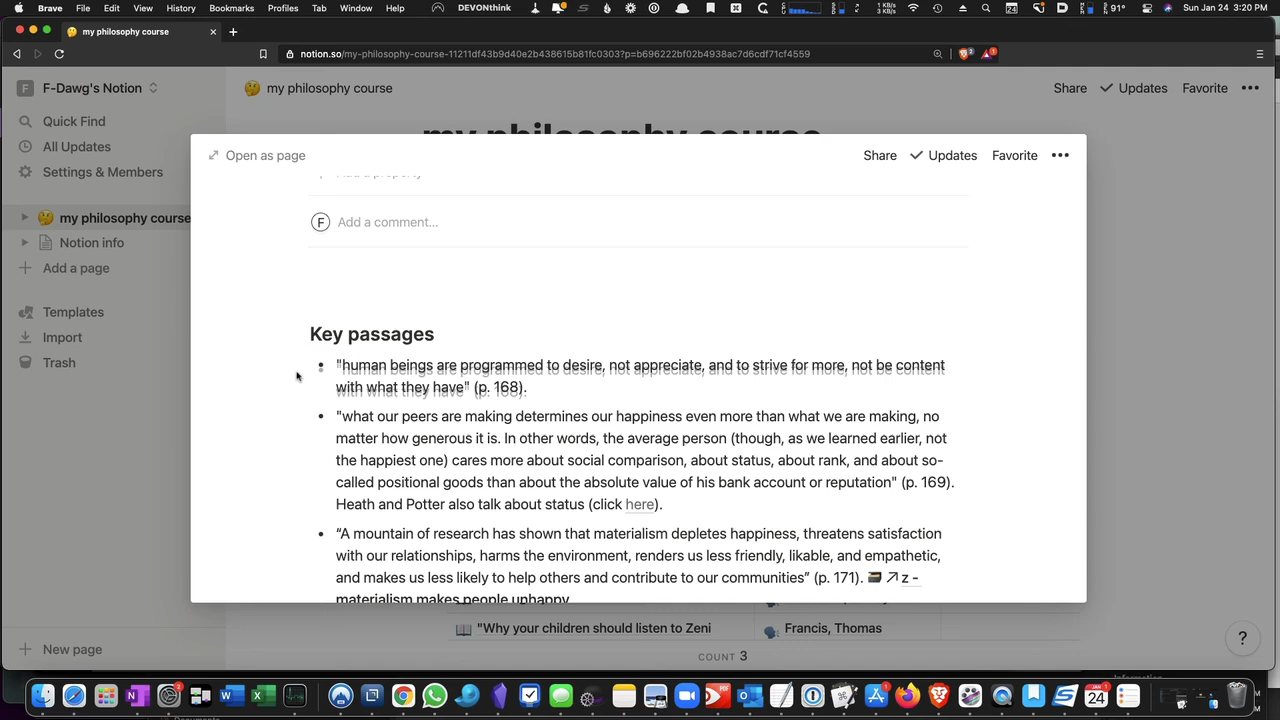 Brave File Edit View History Bookmarks Profiles Tab Window Help DEVONthink 1 KB/s 91° Sun Jan 24 3:20 PM
my philosophy course
notion.so/my-philosophy-course-11211df43b9d40e2b438615b81fc0303?p=b696222bf02b4938ac7d6cdf71cf4559
F F-Dawg's Notion
my philosophy course
Share Updates Favorite
Quick Find
All Updates
Settings & Members
my philosophy course
Notion info
Add a page
Templates
Import
Trash
New page
my philosophy course
Open as page
Share Updates Favorite
Add a property
F Add a comment...
Key passages
"human beings are programmed to desire, not appreciate, and to strive for more, not be content
with what they have" (p. 168).
"what our peers are making determines our happiness even more than what we are making, no
matter how generous it is. In other words, the average person (though, as we learned earlier, not
the happiest one) cares more about social comparison, about status, about rank, and about so-
called positional goods than about the absolute value of his bank account or reputation" (p. 169).
Heath and Potter also talk about status (click here).
“A mountain of research has shown that materialism depletes happiness, threatens satisfaction
with our relationships, harms the environment, renders us less friendly, likable, and empathetic,
and makes us less likely to help others and contribute to our communities” (p. 171). z -
materialism makes people unhappy
"Why your children should listen to Zeni
Francis, Thomas
COUNT 3
?